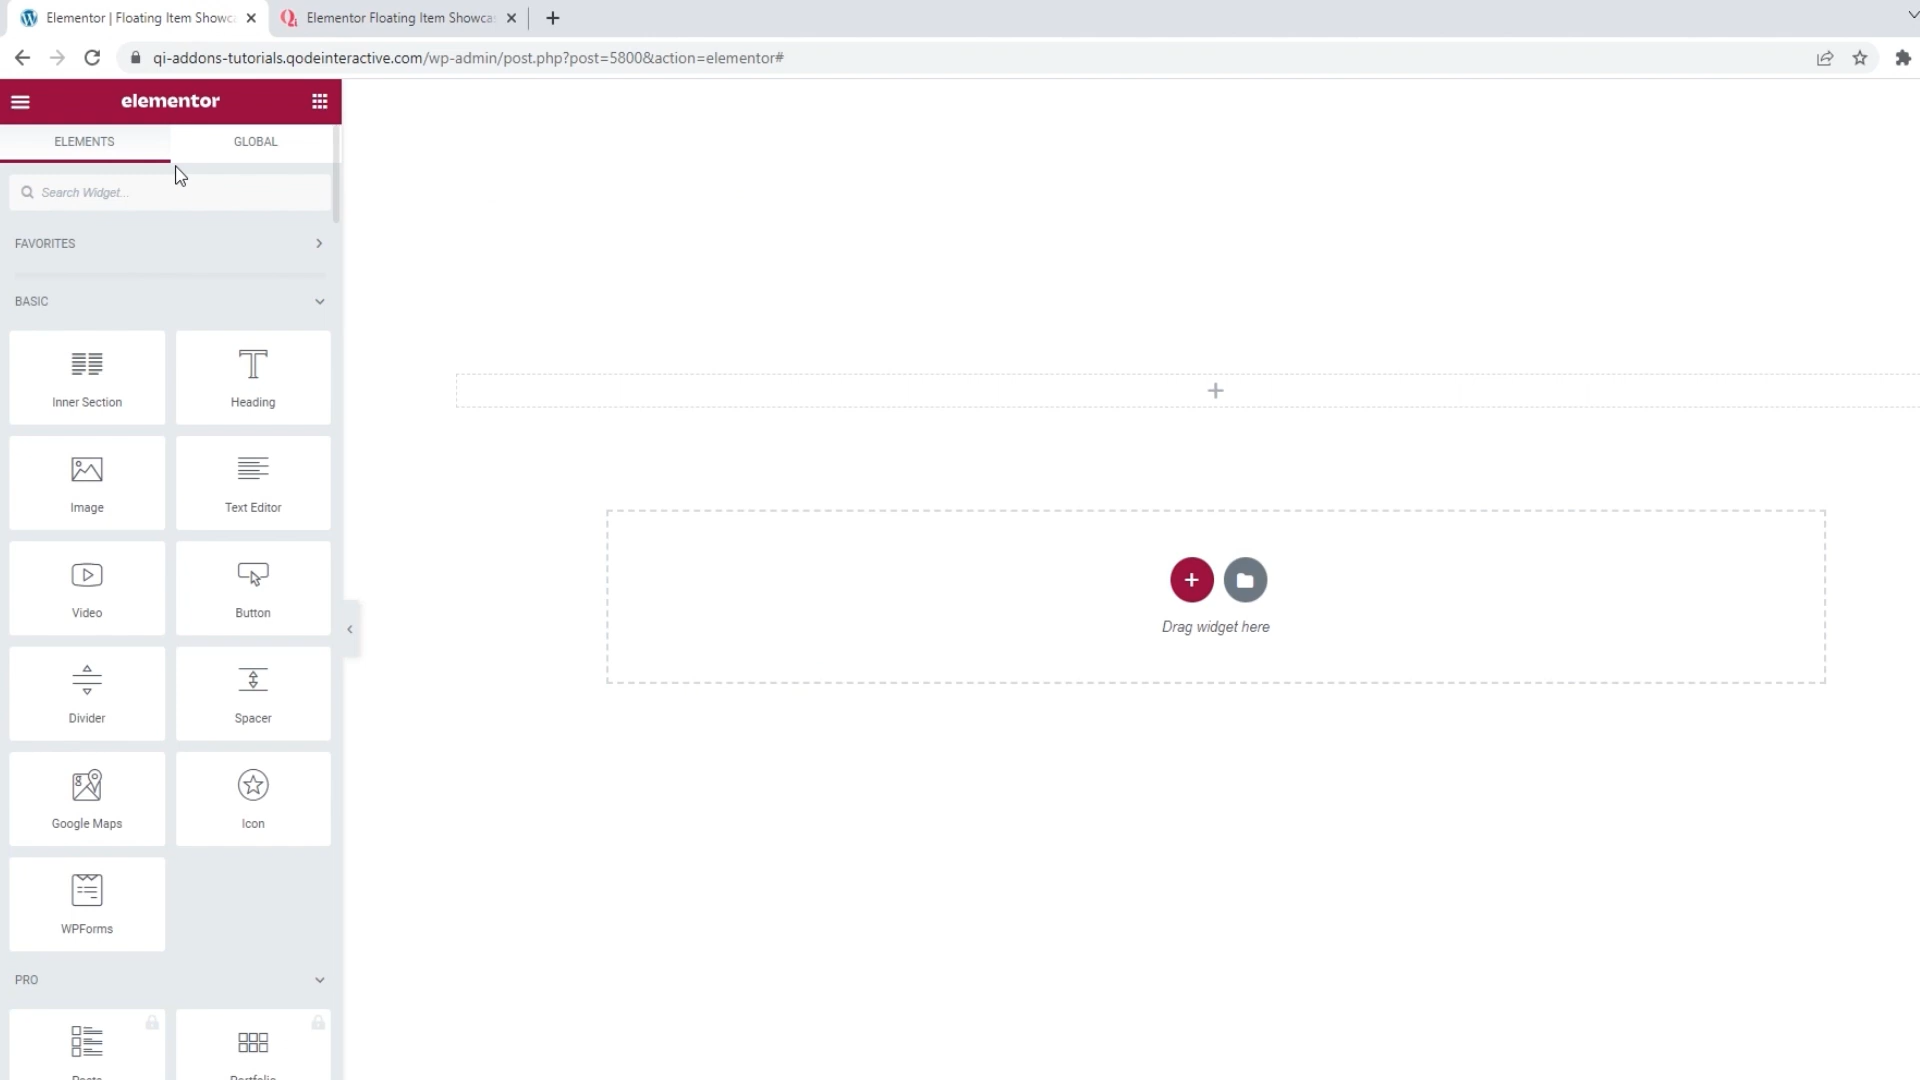 Elementor | Floating Item Showc
Elementor Floating Item Showca
qi-addons-tutorials.qodeinteractive.com/wp-admin/post.php?post=5800&action=elementor#
elementor
ELEMENTS
GLOBAL
Search Widget...
FAVORITES
BASIC
Inner Section
Heading
Image
Text Editor
Video
Button
Drag widget here
Divider
Spacer
Google Maps
Icon
WPForms
PRO
Posts
Portfolio